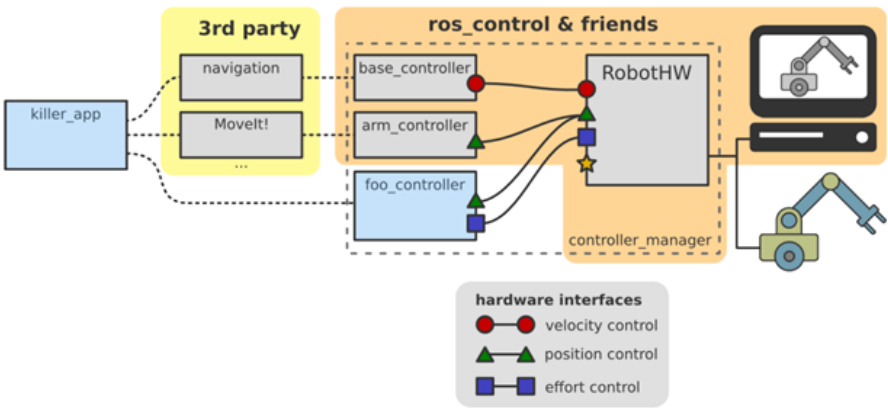 3rd party
ros_control & friends
navigation
base_controller
RobotHW
killer_app
MoveIt!
arm_controller
...
foo_controller
controller_manager
hardware interfaces
velocity control
position control
effort control